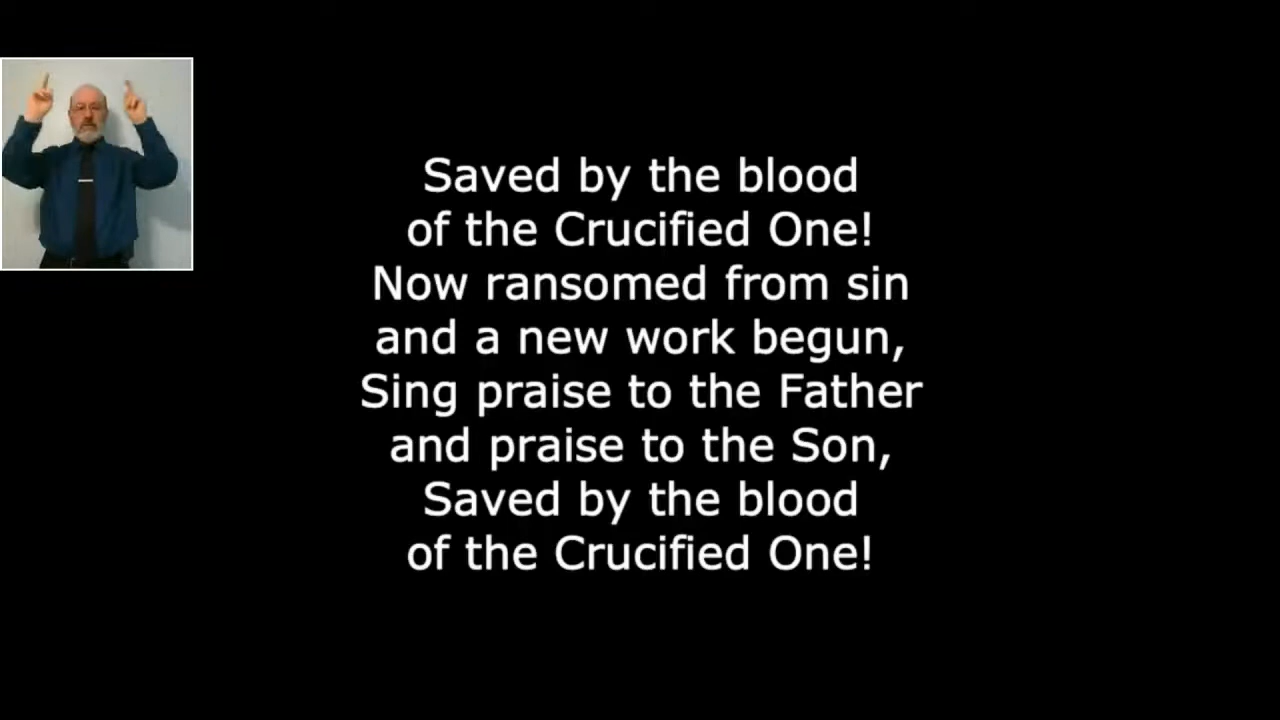 Saved by the blood
of the Crucified One!
Now ransomed from sin
and a new work begun,
Sing praise to the Father
and praise to the Son,
Saved by the blood
of the Crucified One!